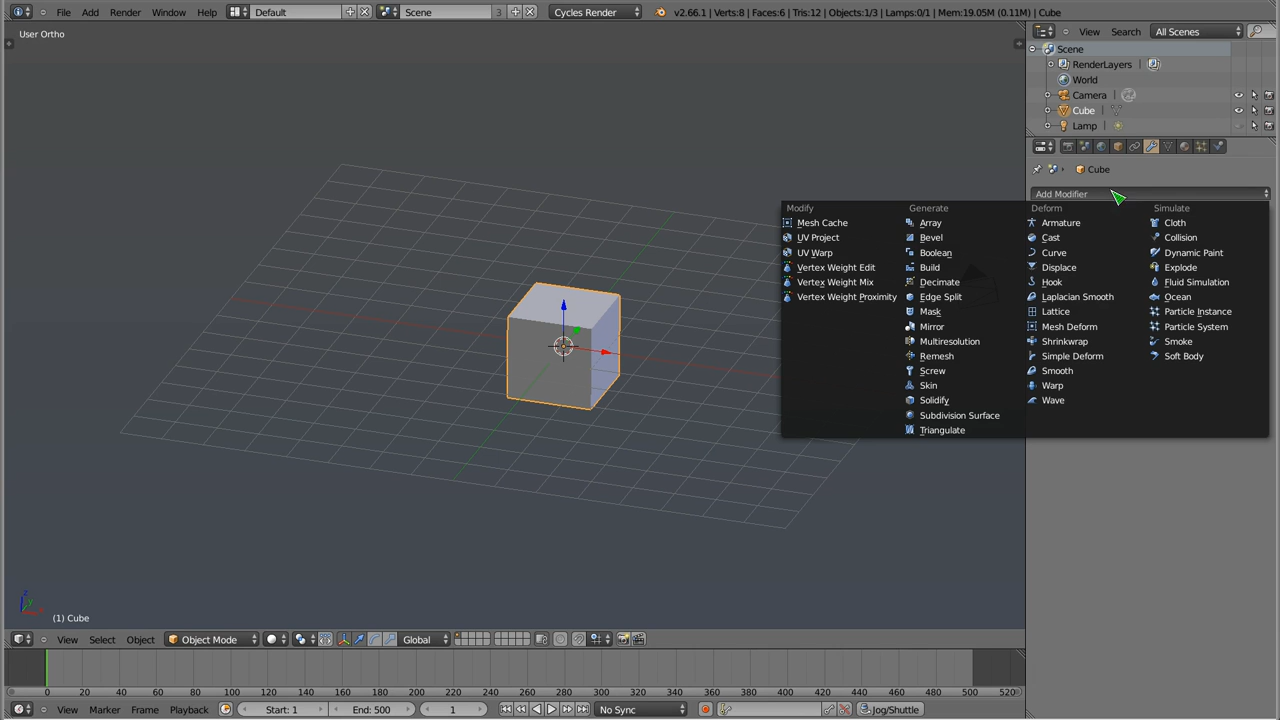 File Add Render Window Help Default Scene 3 Cycles Render v2.66.1 | Verts:8 | Faces:6 | Tris:12 | Objects:1/3 | Lamps:0/1 | Mem:19.05M (0.11M) | Cube
User Ortho
View Search All Scenes
Scene
RenderLayers
World
Camera
Cube
Lamp
Cube
Add Modifier
Modify Generate Deform Simulate
Mesh Cache Array Armature Cloth
UV Project Bevel Cast Collision
UV Warp Boolean Curve Dynamic Paint
Vertex Weight Edit Build Displace Explode
Vertex Weight Mix Decimate Hook Fluid Simulation
Vertex Weight Proximity Edge Split Laplacian Smooth Ocean
Mask Lattice Particle Instance
Mirror Mesh Deform Particle System
Multiresolution Shrinkwrap Smoke
Remesh Simple Deform Soft Body
Screw Smooth
Skin Warp
Solidify Wave
Subdivision Surface
Triangulate
z
y
x
(1) Cube
View Select Object Object Mode Global
0 20 40 60 80 100 120 140 160 180 200 220 240 260 280 300 320 340 360 380 400 420 440 460 480 500 520
View Marker Frame Playback Start: 1 End: 500 1 No Sync Jog/Shuttle